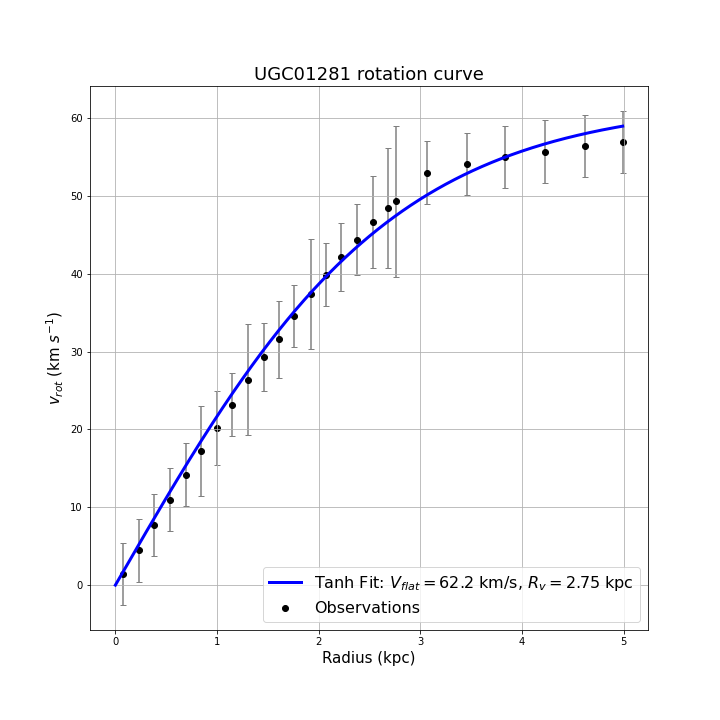 UGC01281 rotation curve
60
50
40
30
20
10
0
v_rot (km s⁻¹)
0 1 2 3 4 5
Radius (kpc)
Tanh Fit: V_flat = 62.2 km/s, R_v = 2.75 kpc
Observations